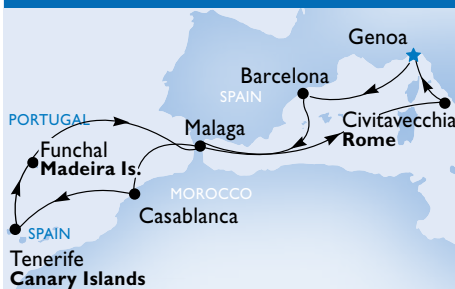 Genoa
Barcelona
SPAIN
Civitavecchia
Rome
PORTUGAL
Malaga
Funchal
Madeira Is.
MOROCCO
Casablanca
SPAIN
Tenerife
Canary Islands